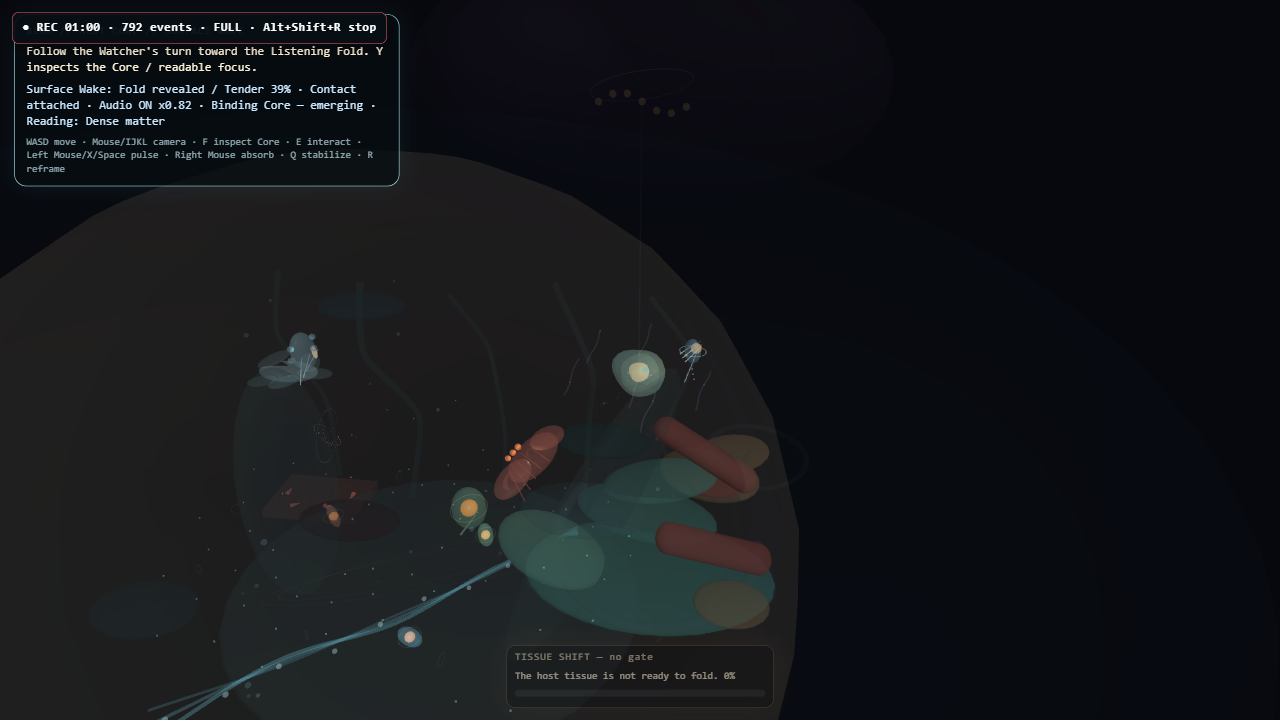 ● REC 01:00 · 792 events · FULL · Alt+Shift+R stop
Follow the Watcher's turn toward the Listening Fold. Y
inspects the Core / readable focus.
Surface Wake: Fold revealed / Tender 39% · Contact
attached · Audio ON x0.82 · Binding Core — emerging ·
Reading: Dense matter
WASD move · Mouse/IJKL camera · F inspect Core · E interact ·
Left Mouse/X/Space pulse · Right Mouse absorb · Q stabilize · R
reframe
TISSUE SHIFT — no gate
The host tissue is not ready to fold. 0%